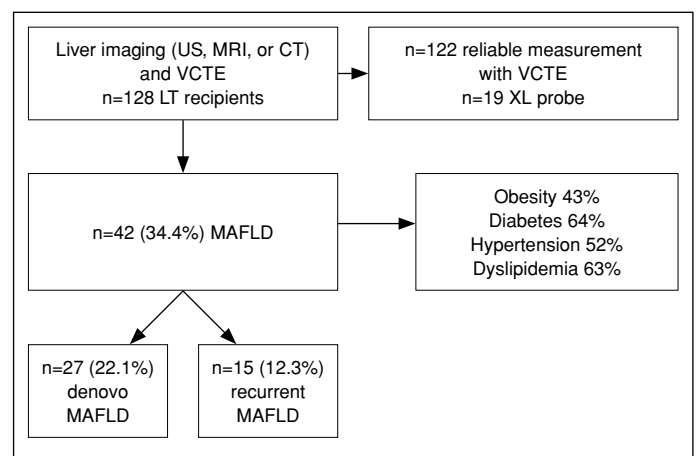 Liver imaging (US, MRI, or CT)
and VCTE
n=128 LT recipients
n=122 reliable measurement
with VCTE
n=19 XL probe
n=42 (34.4%) MAFLD
Obesity 43%
Diabetes 64%
Hypertension 52%
Dyslipidemia 63%
n=27 (22.1%)
denovo
MAFLD
n=15 (12.3%)
recurrent
MAFLD